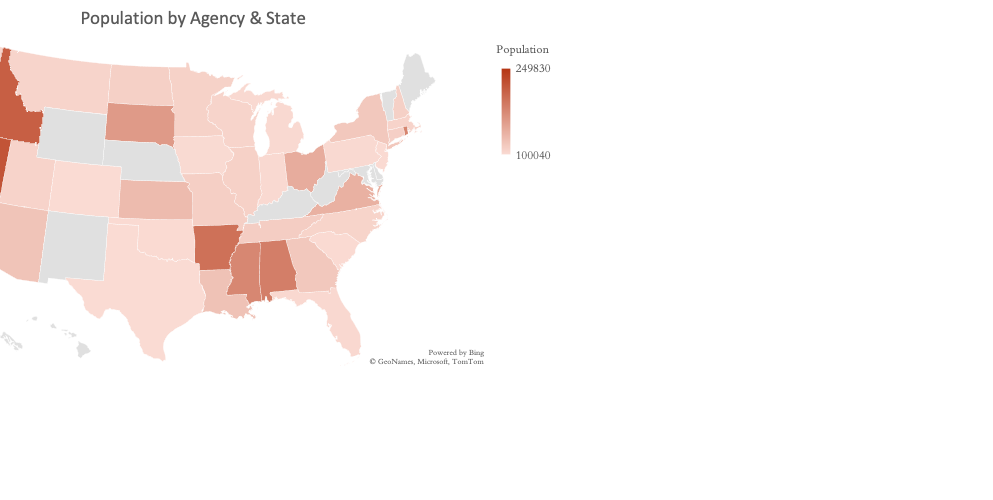 Population by Agency & State
Population
249830
100040
Powered by Bing
© GeoNames, Microsoft, TomTom